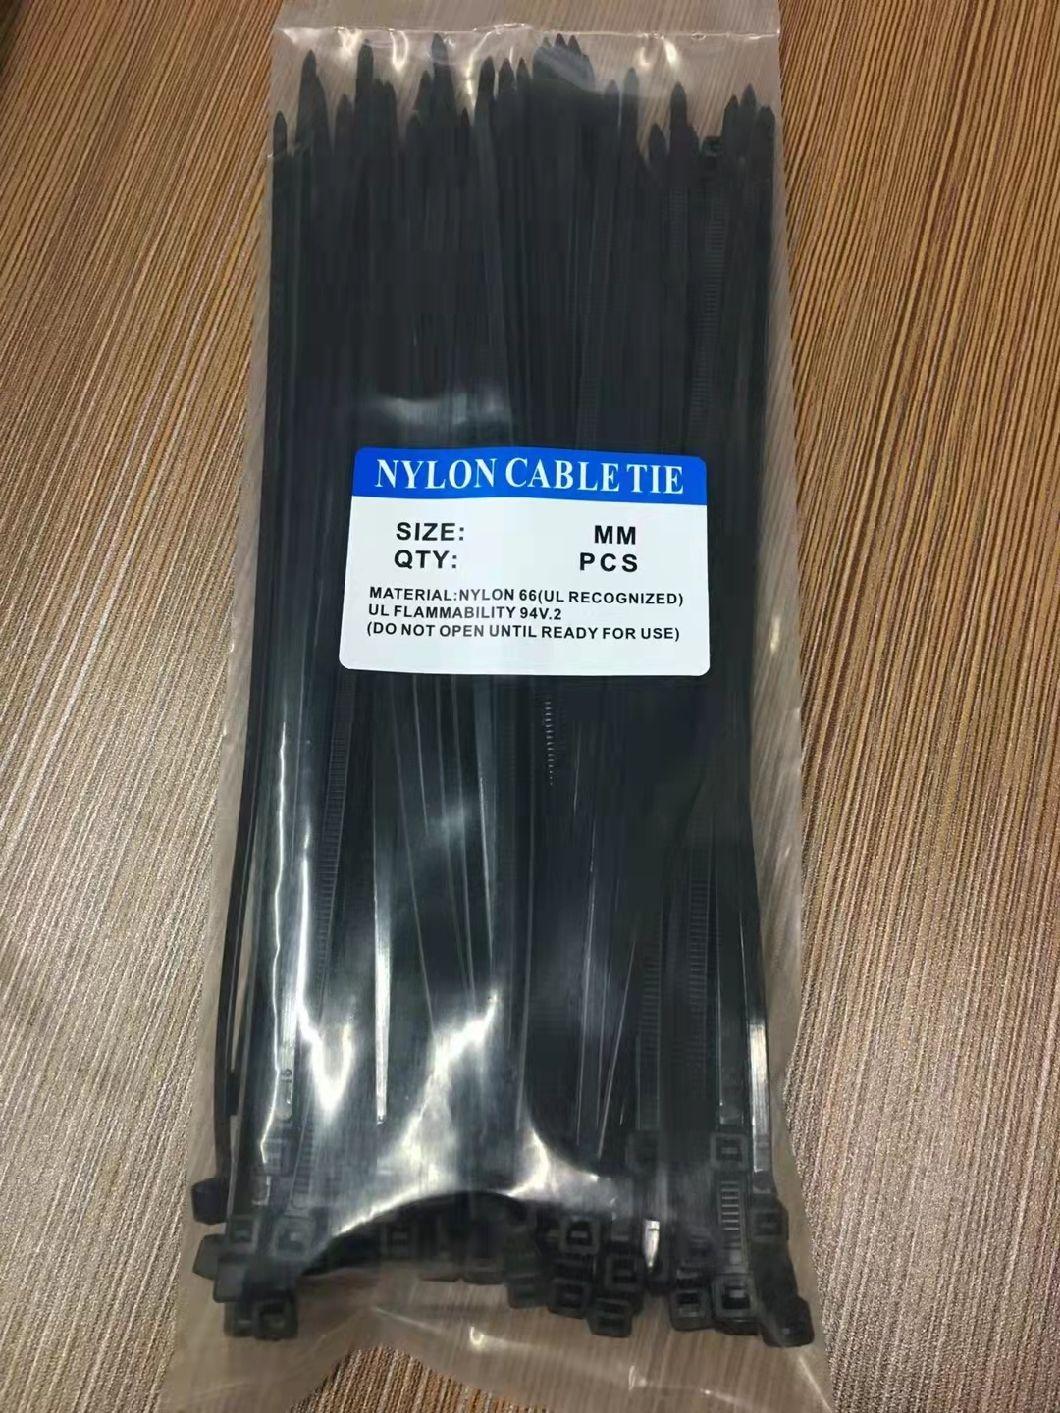 NYLON CABLE TIE
SIZE: MM
QTY: PCS
MATERIAL:NYLON 66(UL RECOGNIZED)
UL FLAMMABILITY 94V.2
(DO NOT OPEN UNTIL READY FOR USE)